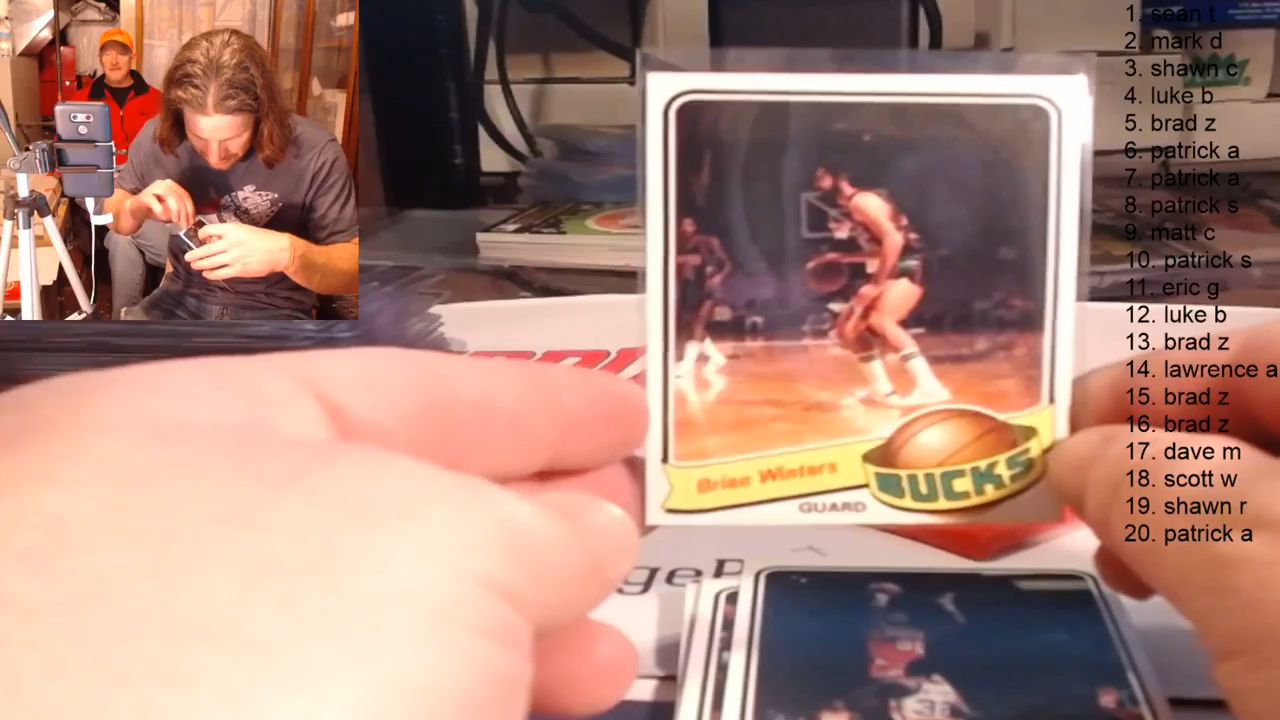 1. sean t
2. mark d
3. shawn c
4. luke b
5. brad z
6. patrick a
7. patrick a
8. patrick s
9. matt c
10. patrick s
11. eric g
12. luke b
13. brad z
14. lawrence a
15. brad z
16. brad z
17. dave m
18. scott w
19. shawn r
20. patrick a
Brian Winters
BUCKS
GUARD